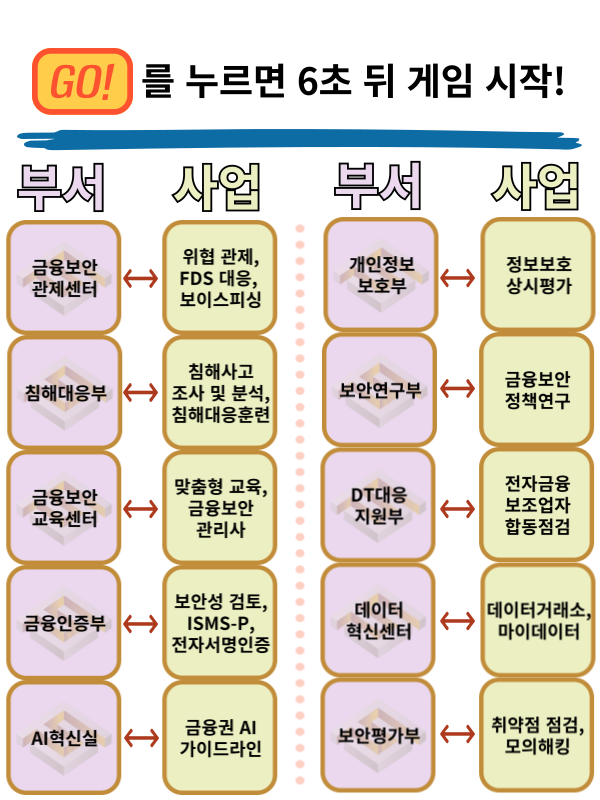 GO! 를 누르면 6초 뒤 게임 시작!
부서
사업
금융보안
관제센터
위협 관제,
FDS 대응,
보이스피싱
침해대응부
침해사고
조사 및 분석,
침해대응훈련
금융보안
교육센터
맞춤형 교육,
금융보안
관리사
금융인증부
보안성 검토,
ISMS-P,
전자서명인증
AI혁신실
금융권 AI
가이드라인
부서
사업
개인정보
보호부
정보보호
상시평가
보안연구부
금융보안
정책연구
DT대응
지원부
전자금융
보조업자
합동점검
데이터
혁신센터
데이터거래소,
마이데이터
보안평가부
취약점 점검,
모의해킹